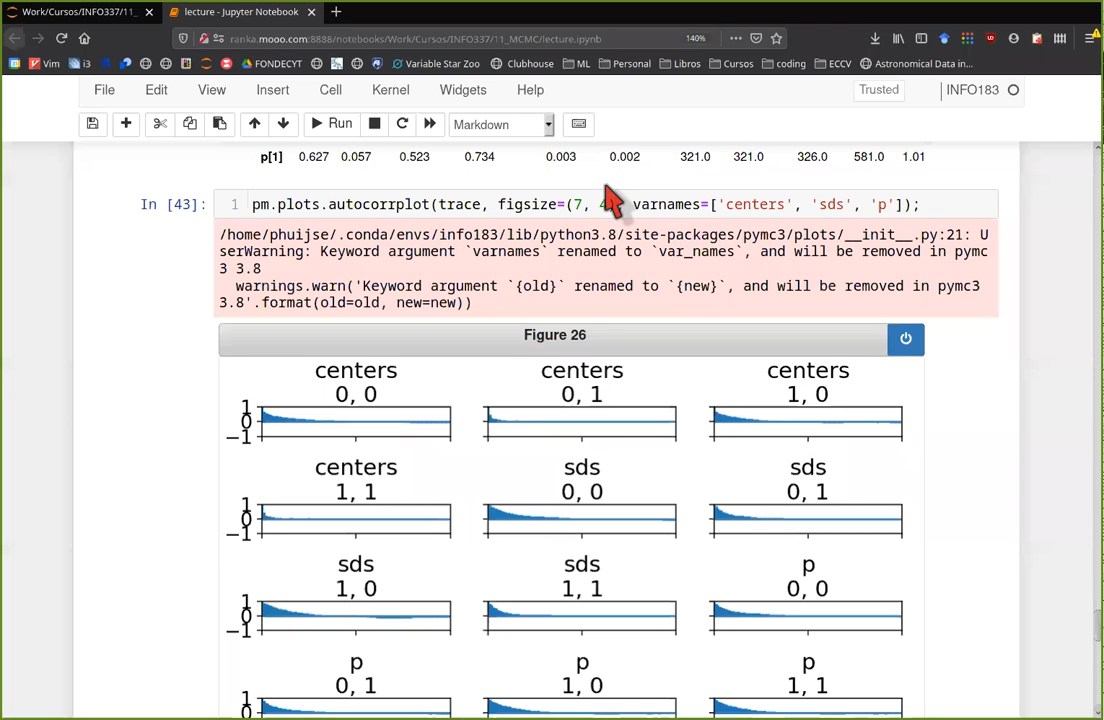 Work/Cursos/INFO337/11_
lecture - Jupyter Notebook
ranka.mooo.com:8888/notebooks/Work/Cursos/INFO337/11_MCMC/lecture.ipynb
140%
Vim
i3
FONDECYT
Variable Star Zoo
Clubhouse
ML
Personal
Libros
Cursos
coding
ECCV
Astronomical Data in...
File
Edit
View
Insert
Cell
Kernel
Widgets
Help
Trusted
INFO183
Run
Markdown
p[1] 0.627 0.057 0.523 0.734 0.003 0.002 321.0 321.0 326.0 581.0 1.01
In [43]:
1 pm.plots.autocorrplot(trace, figsize=(7, 4 varnames=['centers', 'sds', 'p']);
/home/phuijse/.conda/envs/info183/lib/python3.8/site-packages/pymc3/plots/__init__.py:21: U
serWarning: Keyword argument `varnames` renamed to `var_names`, and will be removed in pymc
3 3.8
warnings.warn('Keyword argument `{old}` renamed to `{new}`, and will be removed in pymc3
3.8'.format(old=old, new=new))
Figure 26
centers
0, 0
centers
0, 1
centers
1, 0
1
0
−1
centers
1, 1
sds
0, 0
sds
0, 1
1
0
−1
sds
1, 0
sds
1, 1
p
0, 0
1
0
−1
p
0, 1
p
1, 0
p
1, 1
1
0